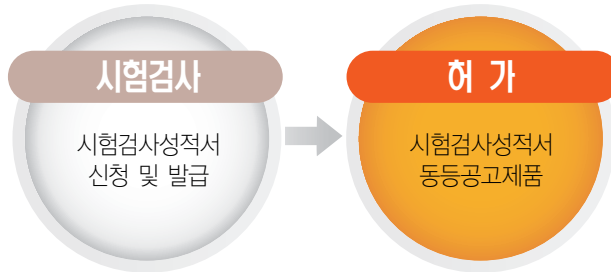 시험검사
시험검사성적서
신청 및 발급
허 가
시험검사성적서
동등공고제품